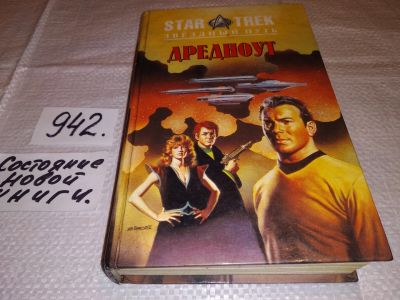 STAR TREK
ЗВЕЗДНЫЙ ПУТЬ
ДРЕДНОУТ
942.
Состояние
новой
книги.